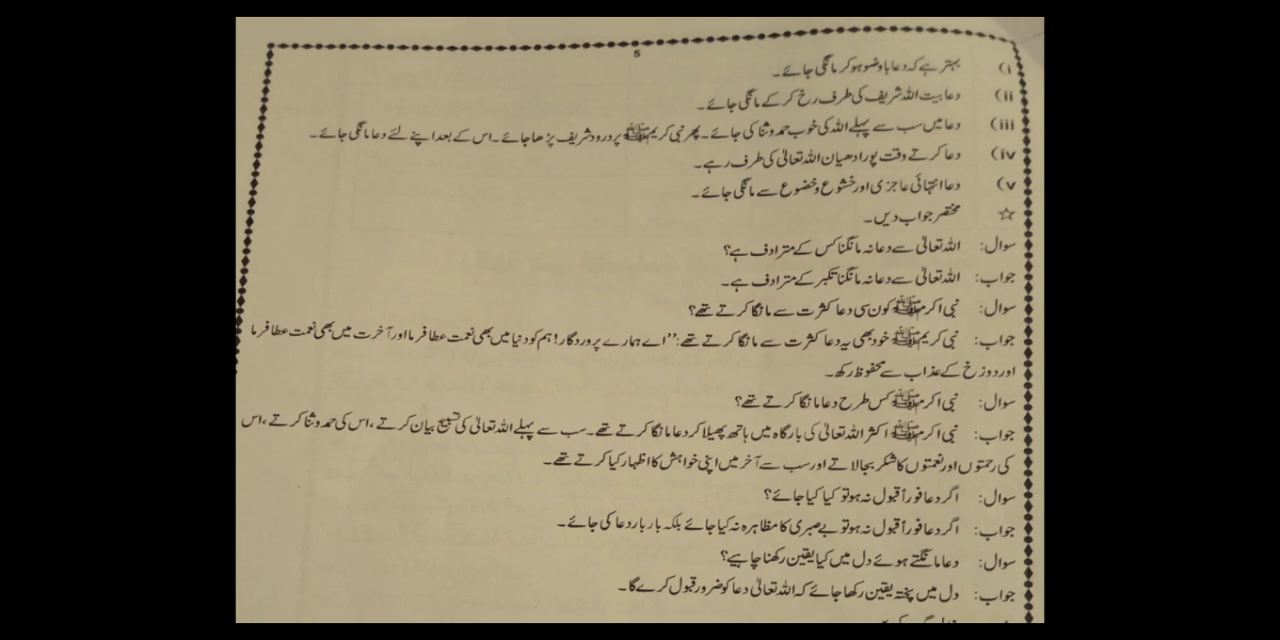 5
(i بہتر ہے کہ دعا باوضو ہو کر مانگی جائے۔
(ii دعا بیت اللہ شریف کی طرف رخ کر کے مانگی جائے۔
(iii دعا میں سب سے پہلے اللہ کی خوب حمد و ثنا کی جائے۔ پھر نبی کریم ﷺ پر درود شریف پڑھا جائے۔ اس کے بعد اپنے لئے دعا مانگی جائے۔
(iv دعا کرتے وقت پورا دھیان اللہ تعالیٰ کی طرف رہے۔
(v دعا انتہائی عاجزی اور خشوع و خضوع سے مانگی جائے۔
☆ مختصر جواب دیں۔
سوال: اللہ تعالیٰ سے دعا نہ مانگنا کس کے مترادف ہے؟
جواب: اللہ تعالیٰ سے دعا نہ مانگنا تکبر کے مترادف ہے۔
سوال: نبی اکرم ﷺ کون سی دعا کثرت سے مانگا کرتے تھے؟
جواب: نبی کریم ﷺ خود بھی یہ دعا کثرت سے مانگا کرتے تھے: ”اے ہمارے پروردگار! ہم کو دنیا میں بھی نعمت عطا فرما اور آخرت میں بھی نعمت عطا فرما
اور دوزخ کے عذاب سے محفوظ رکھ۔
سوال: نبی اکرم ﷺ کس طرح دعا مانگا کرتے تھے؟
جواب: نبی اکرم ﷺ اکثر اللہ تعالیٰ کی بارگاہ میں ہاتھ پھیلا کر دعا مانگا کرتے تھے۔ سب سے پہلے اللہ تعالیٰ کی تسبیح بیان کرتے، اس کی حمد و ثنا کرتے، اس
کی رحمتوں اور نعمتوں کا شکر بجا لاتے اور سب سے آخر میں اپنی خواہش کا اظہار کیا کرتے تھے۔
سوال: اگر دعا فوراً قبول نہ ہو تو کیا کیا جائے؟
جواب: اگر دعا فوراً قبول نہ ہو تو بے صبری کا مظاہرہ نہ کیا جائے بلکہ بار بار دعا کی جائے۔
سوال: دعا مانگتے ہوئے دل میں کیا یقین رکھنا چاہیے؟
جواب: دل میں پختہ یقین رکھا جائے کہ اللہ تعالیٰ دعا کو ضرور قبول کرے گا۔